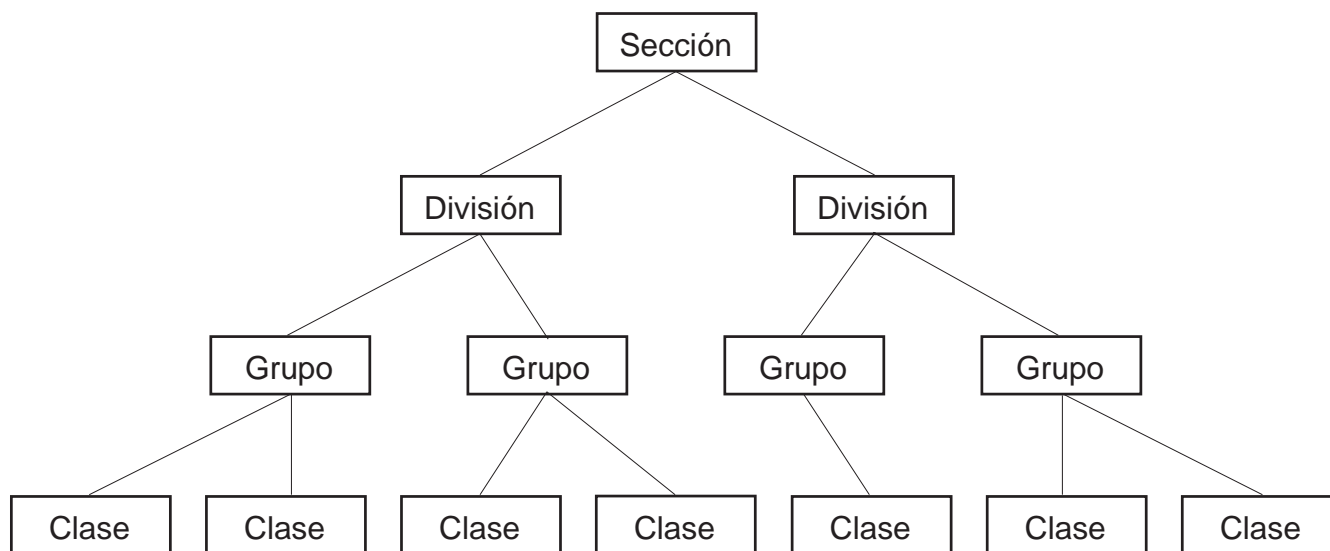 Sección
División División
Grupo Grupo Grupo Grupo
Clase Clase Clase Clase Clase Clase Clase